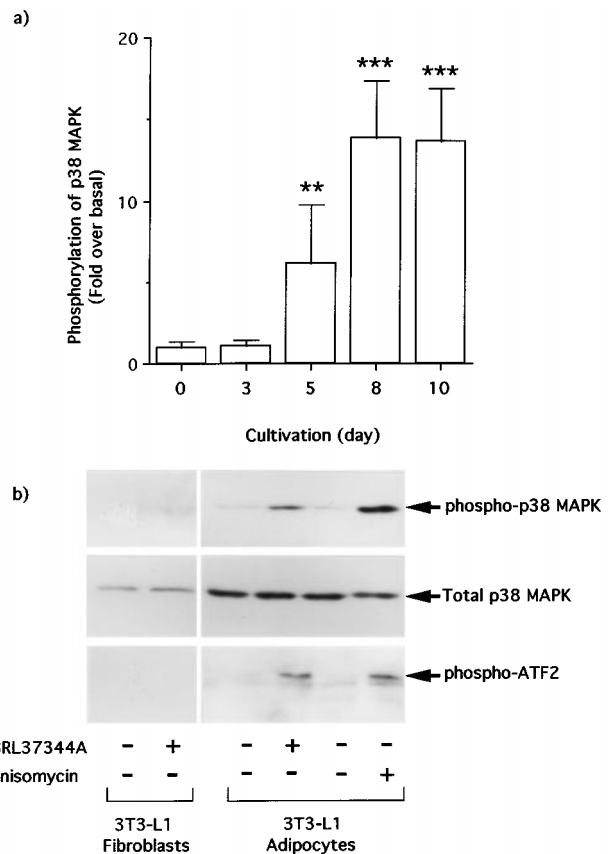 a)
20
10
0
Phosphorylation of p38 MAPK
(Fold over basal)
**
***
***
0 3 5 8 10
Cultivation (day)
b)
phospho-p38 MAPK
Total p38 MAPK
phospho-ATF2
RL37344A - + - + - -
nisomycin - - - - - +
3T3-L1
Fibroblasts
3T3-L1
Adipocytes